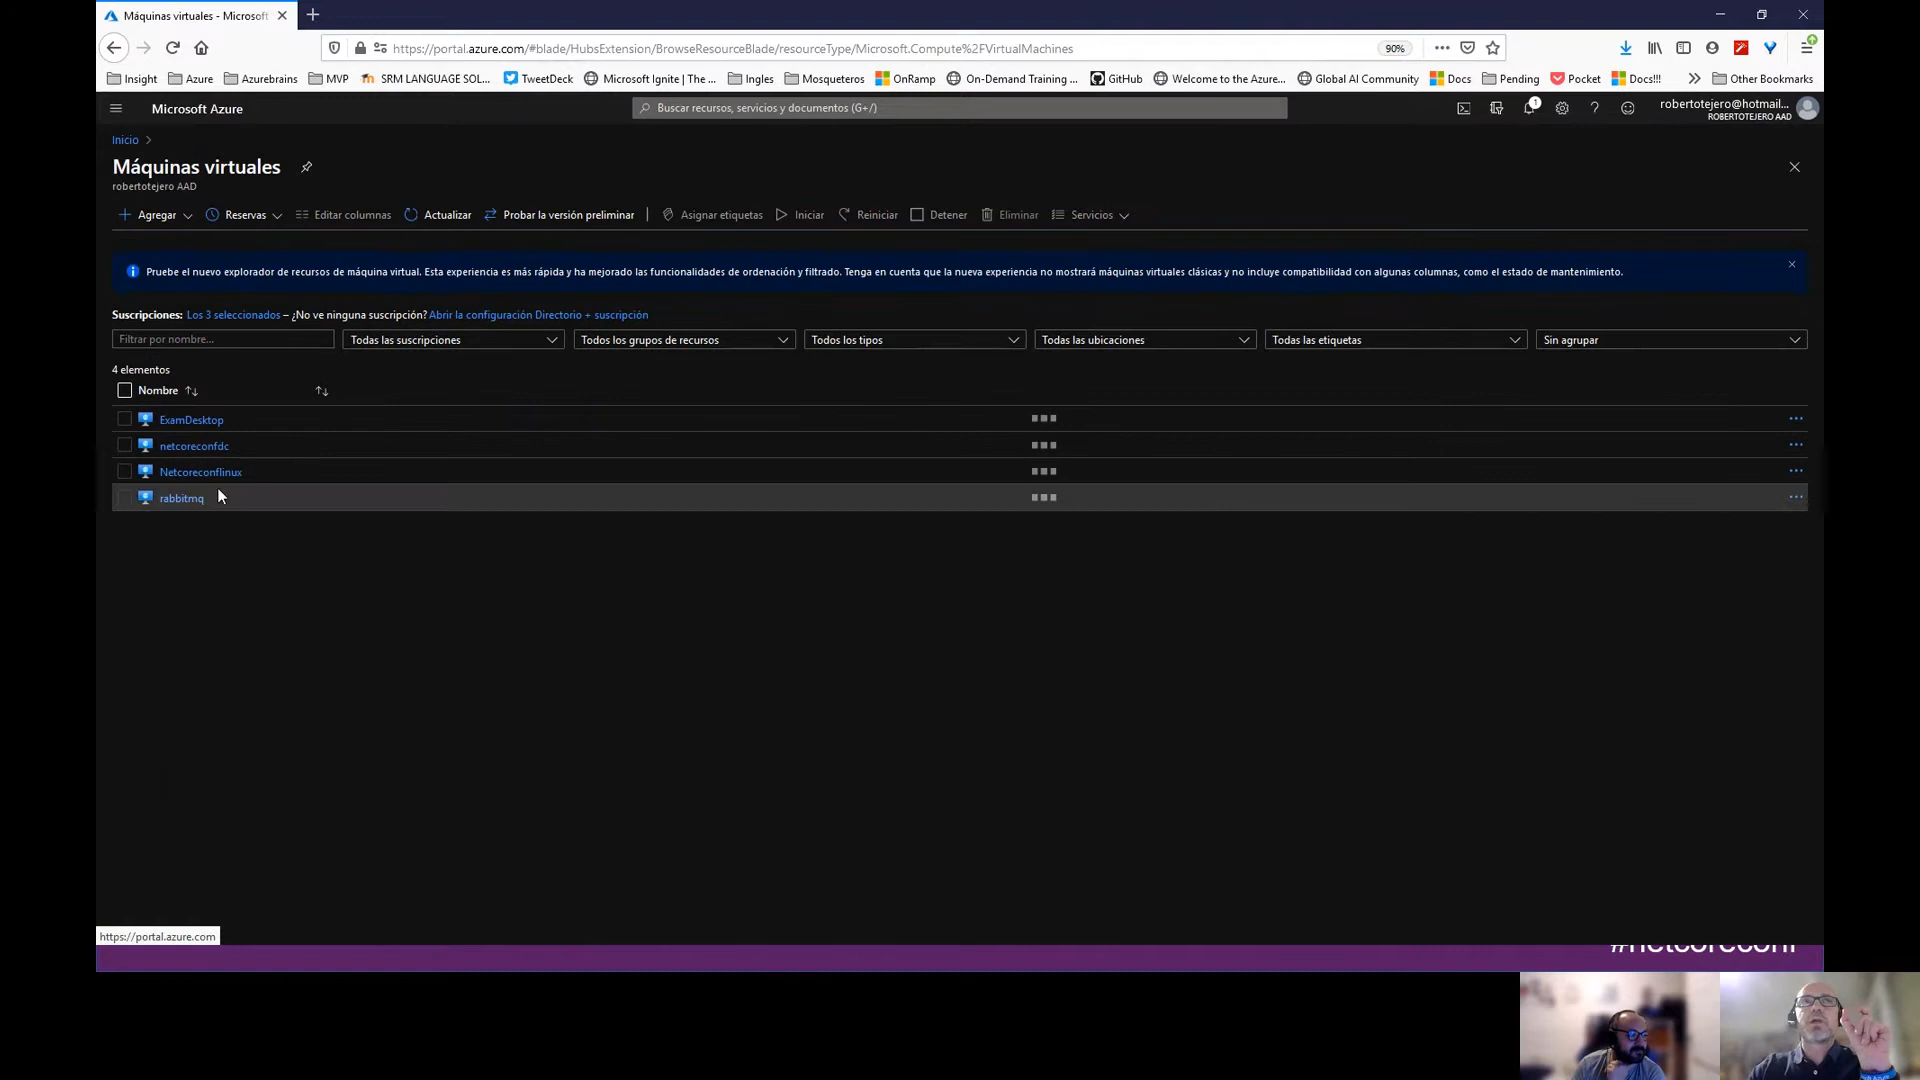 Máquinas virtuales - Microsoft
https://portal.azure.com/#blade/HubsExtension/BrowseResourceBlade/resourceType/Microsoft.Compute%2FVirtualMachines
90%
Insight
Azure
Azurebrains
MVP
SRM LANGUAGE SOL...
TweetDeck
Microsoft Ignite | The ...
Ingles
Mosqueteros
OnRamp
On-Demand Training ...
GitHub
Welcome to the Azure...
Global AI Community
Docs
Pending
Pocket
Docs!!!
Other Bookmarks
Microsoft Azure
Buscar recursos, servicios y documentos (G+/)
1
robertotejero@hotmail...
ROBERTOTEJERO AAD
Inicio
Máquinas virtuales
robertotejero AAD
Agregar
Reservas
Editar columnas
Actualizar
Probar la versión preliminar
Asignar etiquetas
Iniciar
Reiniciar
Detener
Eliminar
Servicios
Pruebe el nuevo explorador de recursos de máquina virtual. Esta experiencia es más rápida y ha mejorado las funcionalidades de ordenación y filtrado. Tenga en cuenta que la nueva experiencia no mostrará máquinas virtuales clásicas y no incluye compatibilidad con algunas columnas, como el estado de mantenimiento.
Suscripciones: Los 3 seleccionados – ¿No ve ninguna suscripción? Abrir la configuración Directorio + suscripción
Filtrar por nombre...
Todas las suscripciones
Todos los grupos de recursos
Todos los tipos
Todas las ubicaciones
Todas las etiquetas
Sin agrupar
4 elementos
Nombre
ExamDesktop
netcoreconfdc
Netcoreconflinux
rabbitmq
https://portal.azure.com
#netcoreconf